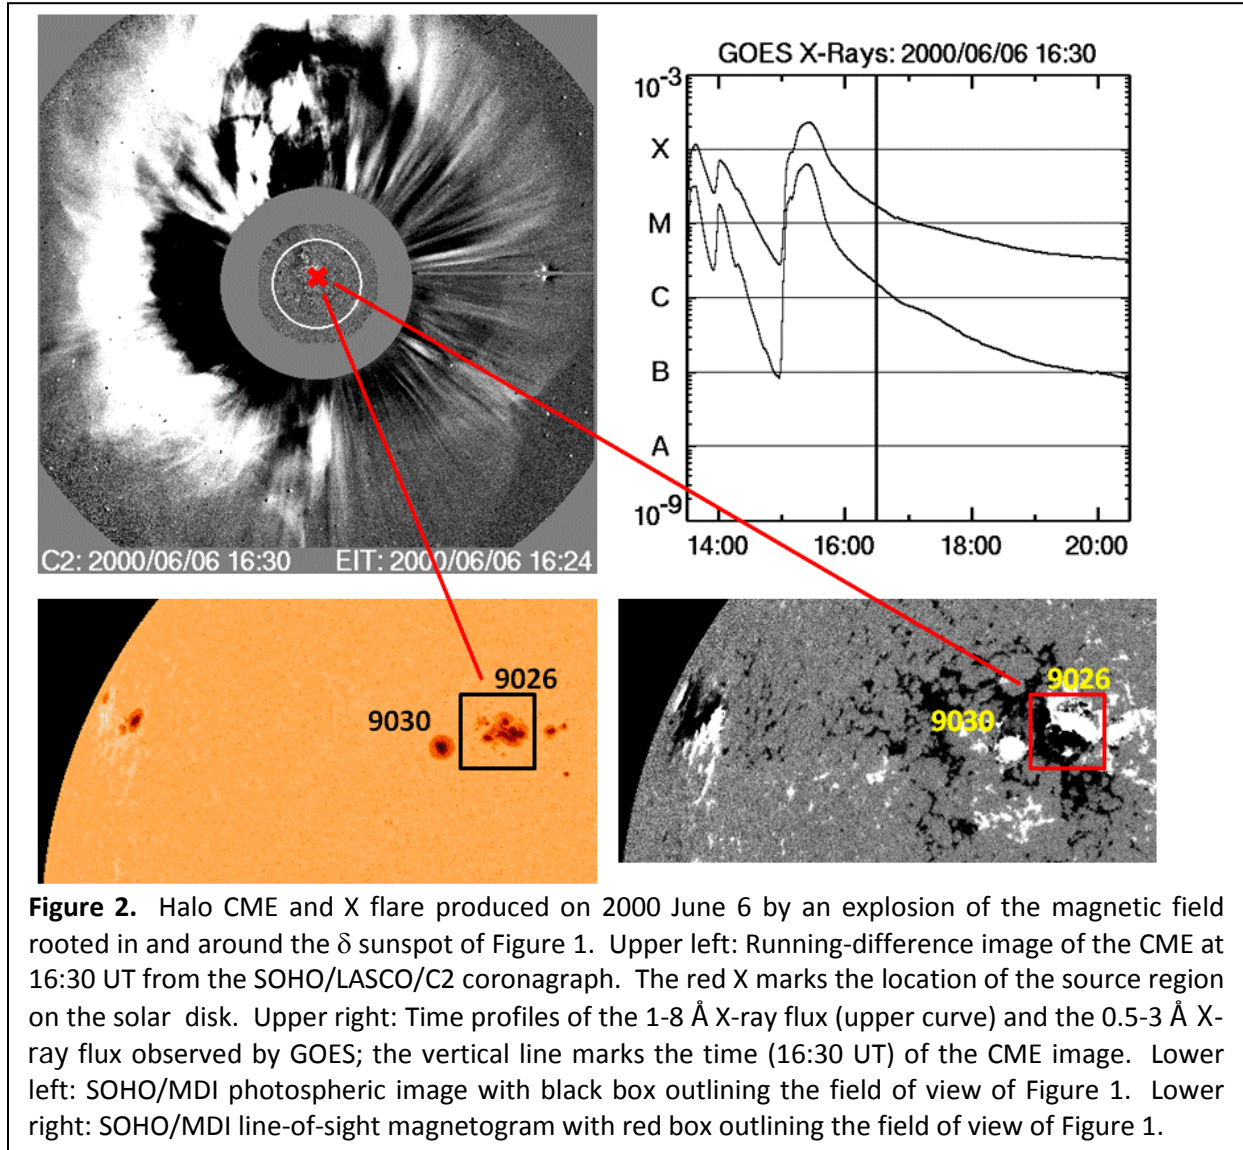 GOES X-Rays: 2000/06/06 16:30
10-3
X
M
C
B
A
10-9
14:00 16:00 18:00 20:00
C2: 2000/06/06 16:30 EIT: 2000/06/06 16:24
9026
9030
9026
9030
Figure 2. Halo CME and X flare produced on 2000 June 6 by an explosion of the magnetic field
rooted in and around the δ sunspot of Figure 1. Upper left: Running-difference image of the CME at
16:30 UT from the SOHO/LASCO/C2 coronagraph. The red X marks the location of the source region
on the solar disk. Upper right: Time profiles of the 1-8 Å X-ray flux (upper curve) and the 0.5-3 Å X-
ray flux observed by GOES; the vertical line marks the time (16:30 UT) of the CME image. Lower
left: SOHO/MDI photospheric image with black box outlining the field of view of Figure 1. Lower
right: SOHO/MDI line-of-sight magnetogram with red box outlining the field of view of Figure 1.